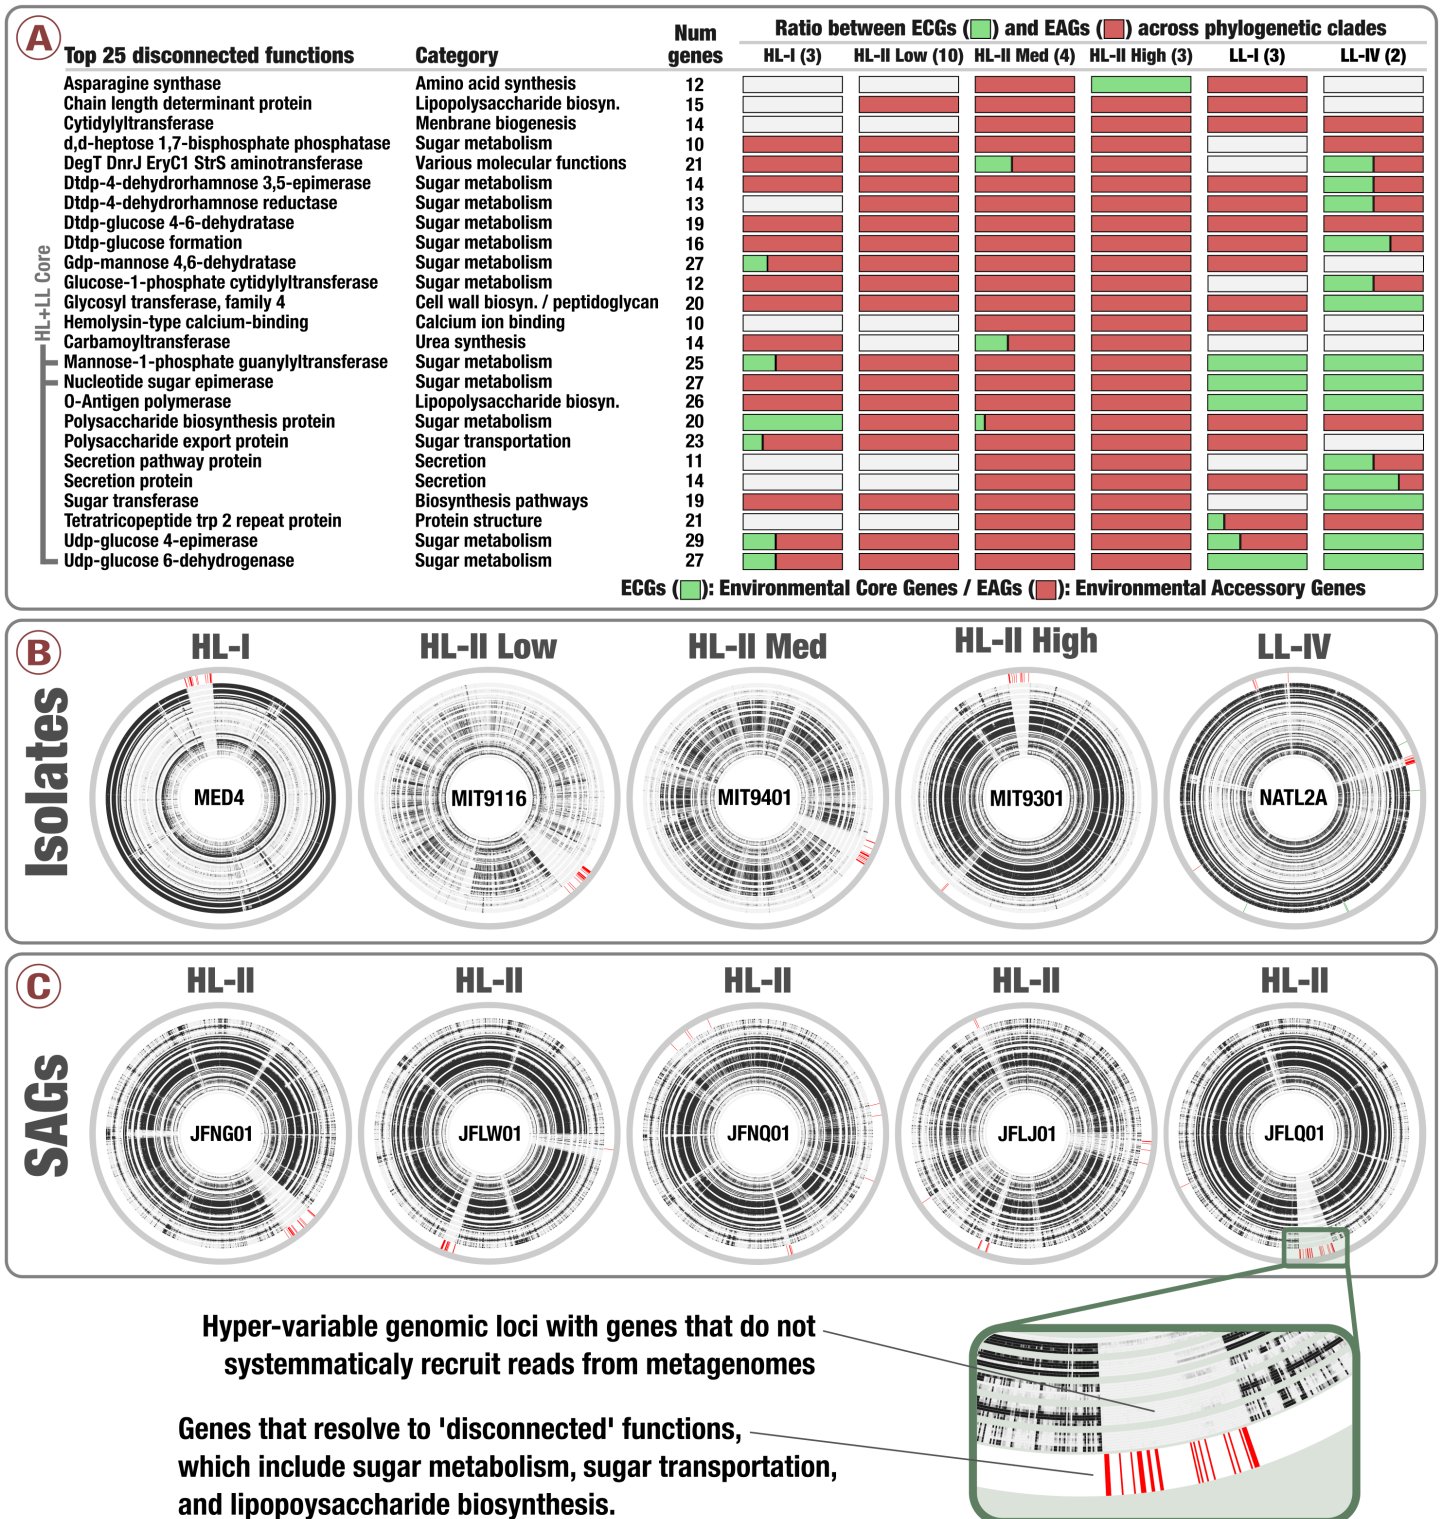 A
Ratio between ECGs ( ) and EAGs ( ) across phylogenetic clades
Top 25 disconnected functions Category Num genes HL-I (3) HL-II Low (10) HL-II Med (4) HL-II High (3) LL-I (3) LL-IV (2)
Asparagine synthase Amino acid synthesis 12
Chain length determinant protein Lipopolysaccharide biosyn. 15
Cytidylyltransferase Menbrane biogenesis 14
d,d-heptose 1,7-bisphosphate phosphatase Sugar metabolism 10
DegT DnrJ EryC1 StrS aminotransferase Various molecular functions 21
Dtdp-4-dehydrorhamnose 3,5-epimerase Sugar metabolism 14
Dtdp-4-dehydrorhamnose reductase Sugar metabolism 13
Dtdp-glucose 4-6-dehydratase Sugar metabolism 19
Dtdp-glucose formation Sugar metabolism 16
Gdp-mannose 4,6-dehydratase Sugar metabolism 27
Glucose-1-phosphate cytidylyltransferase Sugar metabolism 12
Glycosyl transferase, family 4 Cell wall biosyn. / peptidoglycan 20
Hemolysin-type calcium-binding Calcium ion binding 10
Carbamoyltransferase Urea synthesis 14
Mannose-1-phosphate guanylyltransferase Sugar metabolism 25
Nucleotide sugar epimerase Sugar metabolism 27
O-Antigen polymerase Lipopolysaccharide biosyn. 26
Polysaccharide biosynthesis protein Sugar metabolism 20
Polysaccharide export protein Sugar transportation 23
Secretion pathway protein Secretion 11
Secretion protein Secretion 14
Sugar transferase Biosynthesis pathways 19
Tetratricopeptide trp 2 repeat protein Protein structure 21
Udp-glucose 4-epimerase Sugar metabolism 29
Udp-glucose 6-dehydrogenase Sugar metabolism 27
HL+LL Core
ECGs ( ): Environmental Core Genes / EAGs ( ): Environmental Accessory Genes
B
Isolates
HL-I HL-II Low HL-II Med HL-II High LL-IV
MED4 MIT9116 MIT9401 MIT9301 NATL2A
C
SAGs
HL-II HL-II HL-II HL-II HL-II
JFNG01 JFLW01 JFNQ01 JFLJ01 JFLQ01
Hyper-variable genomic loci with genes that do not
systemmaticaly recruit reads from metagenomes
Genes that resolve to 'disconnected' functions,
which include sugar metabolism, sugar transportation,
and lipopoysaccharide biosynthesis.